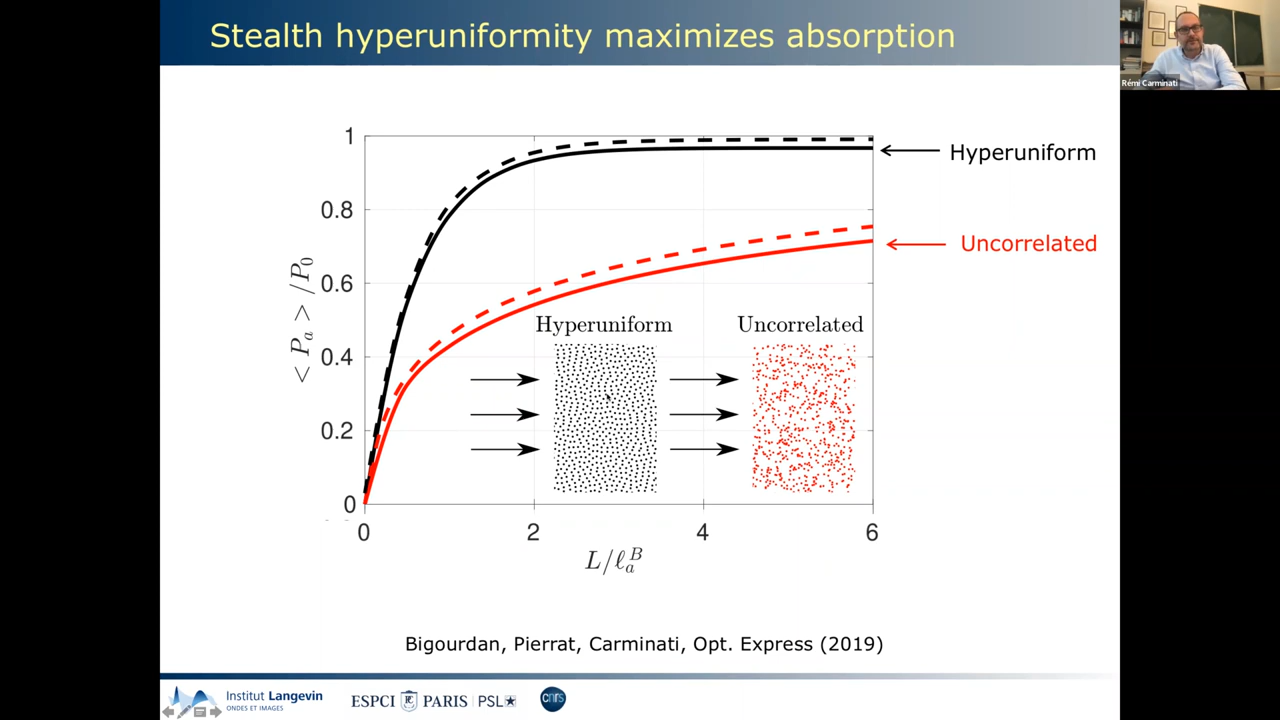 Stealth hyperuniformity maximizes absorption
Rémi Carminati
1
0.8
0.6
0.4
0.2
0
< P_a > / P_0
Hyperuniform
Uncorrelated
Hyperuniform
Uncorrelated
0
2
4
6
L/ℓ_a^B
Bigourdan, Pierrat, Carminati, Opt. Express (2019)
Institut Langevin
ONDES ET IMAGES
ESPCI PARIS PSL
cnrs